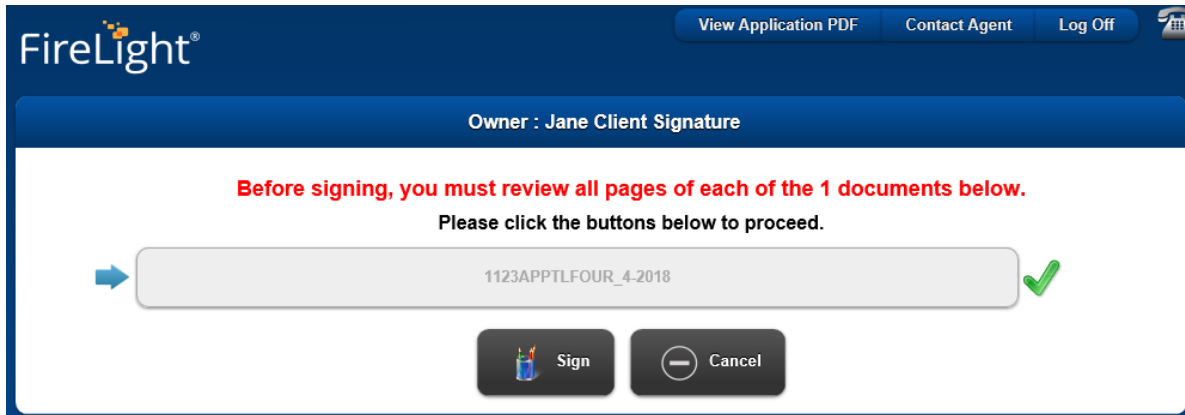 View Application PDF Contact Agent Log Off
FireLight®
Owner : Jane Client Signature
Before signing, you must review all pages of each of the 1 documents below.
Please click the buttons below to proceed.
1123APPTLFOUR_4-2018
Sign Cancel